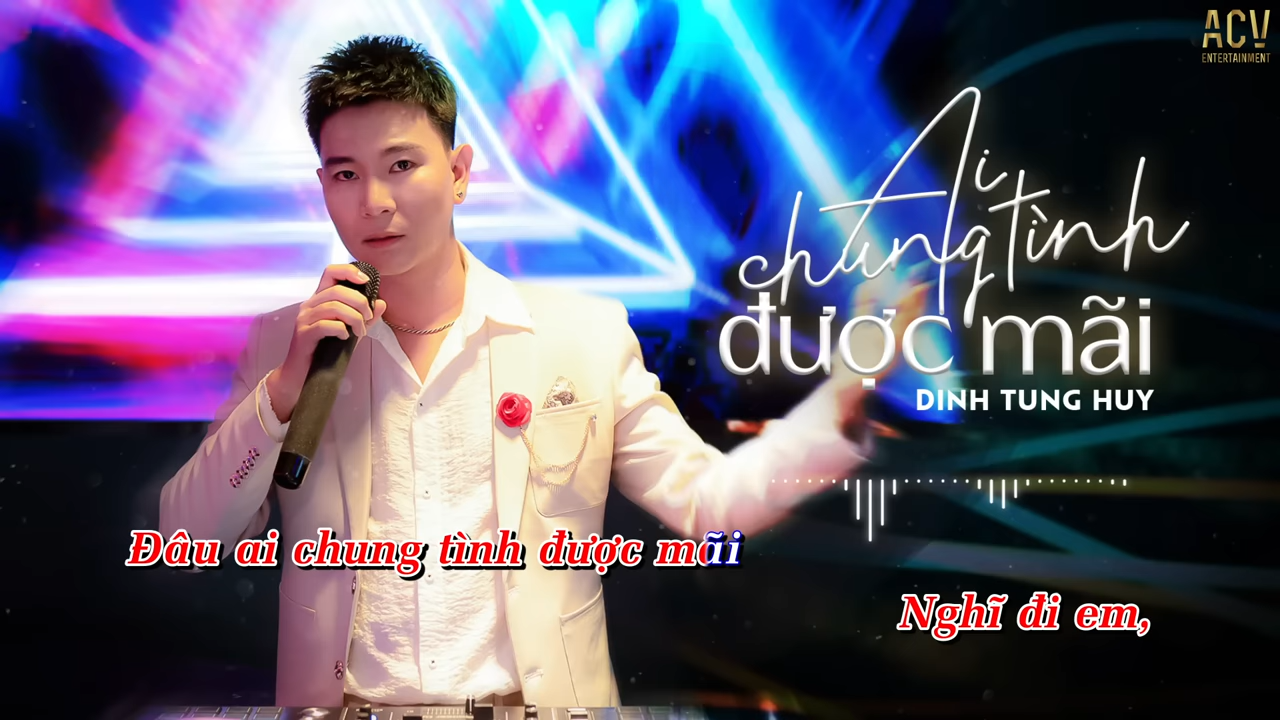 ACV
ENTERTAINMENT
Ai
chung tình
được mãi
DINH TUNG HUY
Đâu ai chung tình được mãi
Nghĩ đi em,